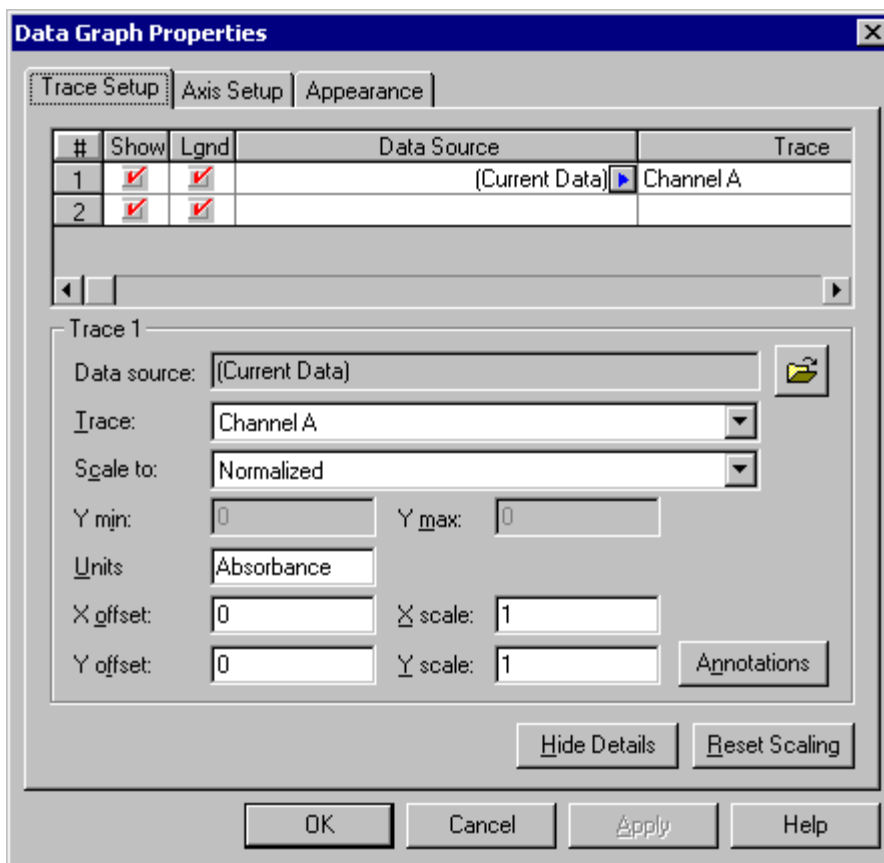 Data Graph Properties
Trace Setup Axis Setup Appearance
# Show Lgnd Data Source Trace
1 (Current Data) Channel A
2
Trace 1
Data source: (Current Data)
Trace: Channel A
Scale to: Normalized
Y min: 0 Y max: 0
Units Absorbance
X offset: 0 X scale: 1
Y offset: 0 Y scale: 1 Annotations
Hide Details Reset Scaling
OK Cancel Apply Help